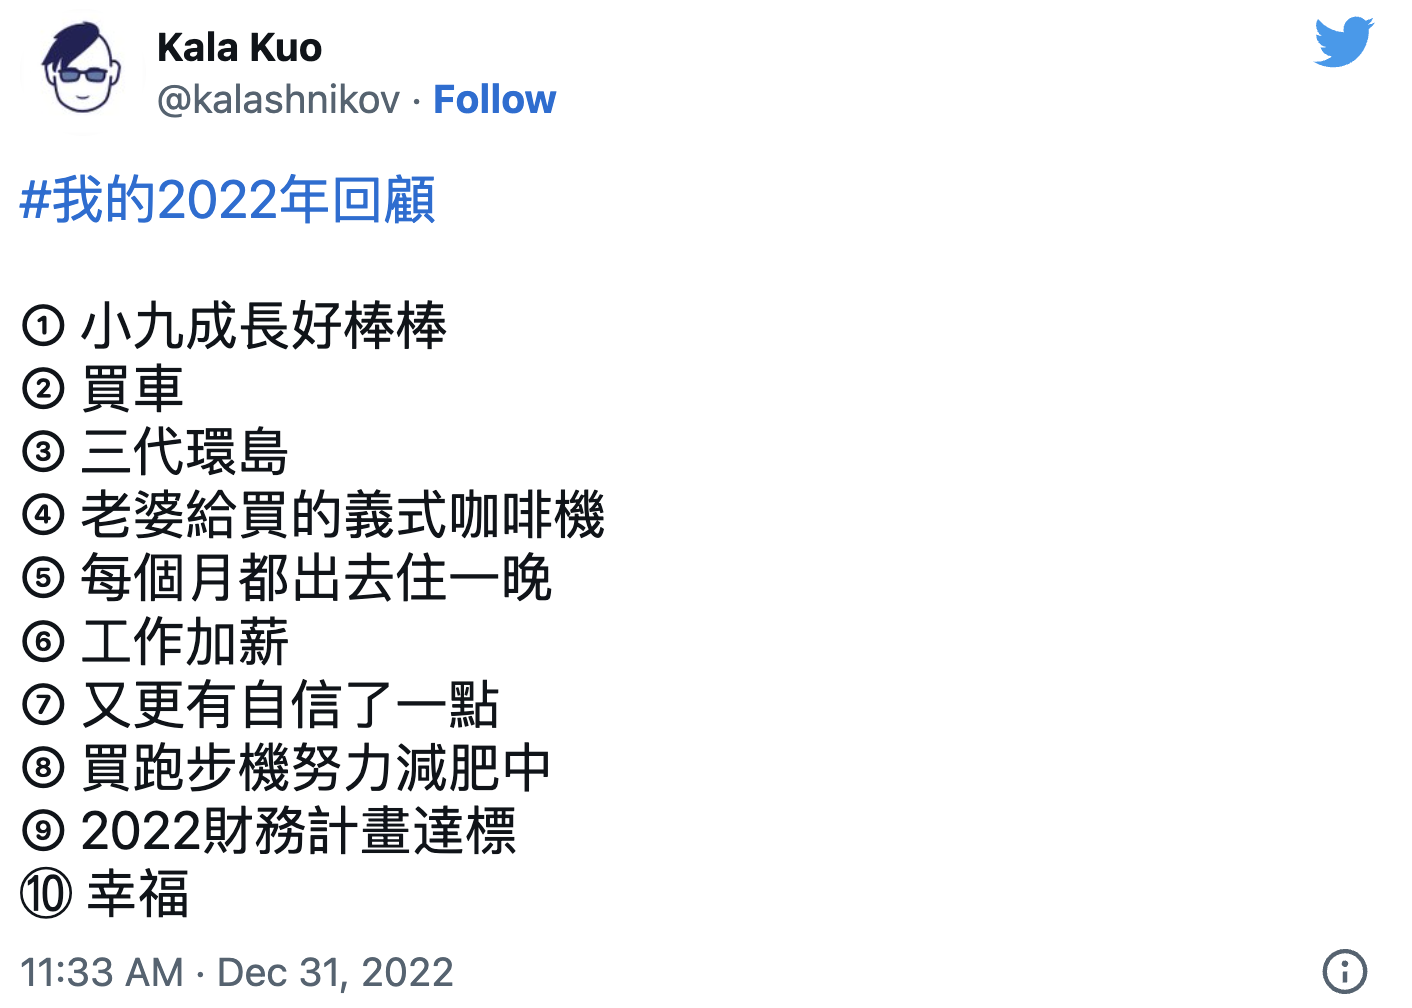 Kala Kuo
@kalashnikov · Follow
#我的2022年回顧
① 小九成長好棒棒
② 買車
③ 三代環島
④ 老婆給買的義式咖啡機
⑤ 每個月都出去住一晚
⑥ 工作加薪
⑦ 又更有自信了一點
⑧ 買跑步機努力減肥中
⑨ 2022財務計畫達標
⑩ 幸福
11:33 AM · Dec 31, 2022